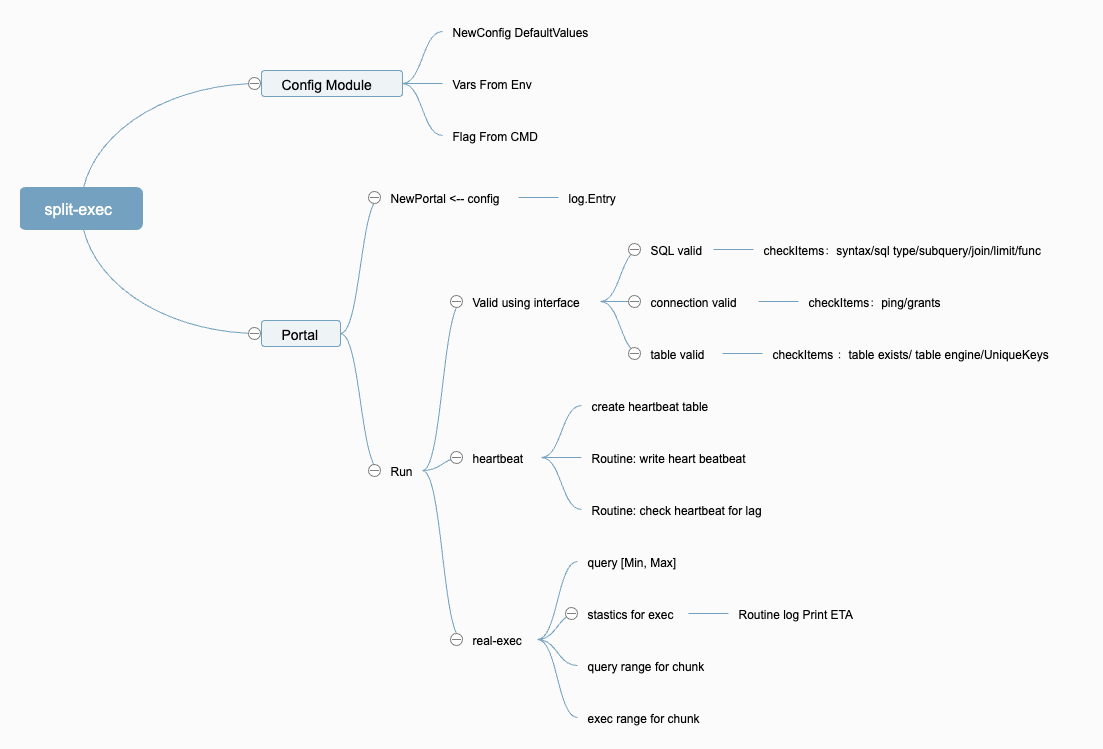 NewConfig DefaultValues
Config Module
Vars From Env
Flag From CMD
split-exec
NewPortal <-- config
log.Entry
SQL valid
checkItems：syntax/sql type/subquery/join/limit/func
Valid using interface
connection valid
checkItems：ping/grants
Portal
table valid
checkItems ：table exists/ table engine/UniqueKeys
create heartbeat table
Run
heartbeat
Routine: write heart beatbeat
Routine: check heartbeat for lag
query [Min, Max]
stastics for exec
Routine log Print ETA
real-exec
query range for chunk
exec range for chunk